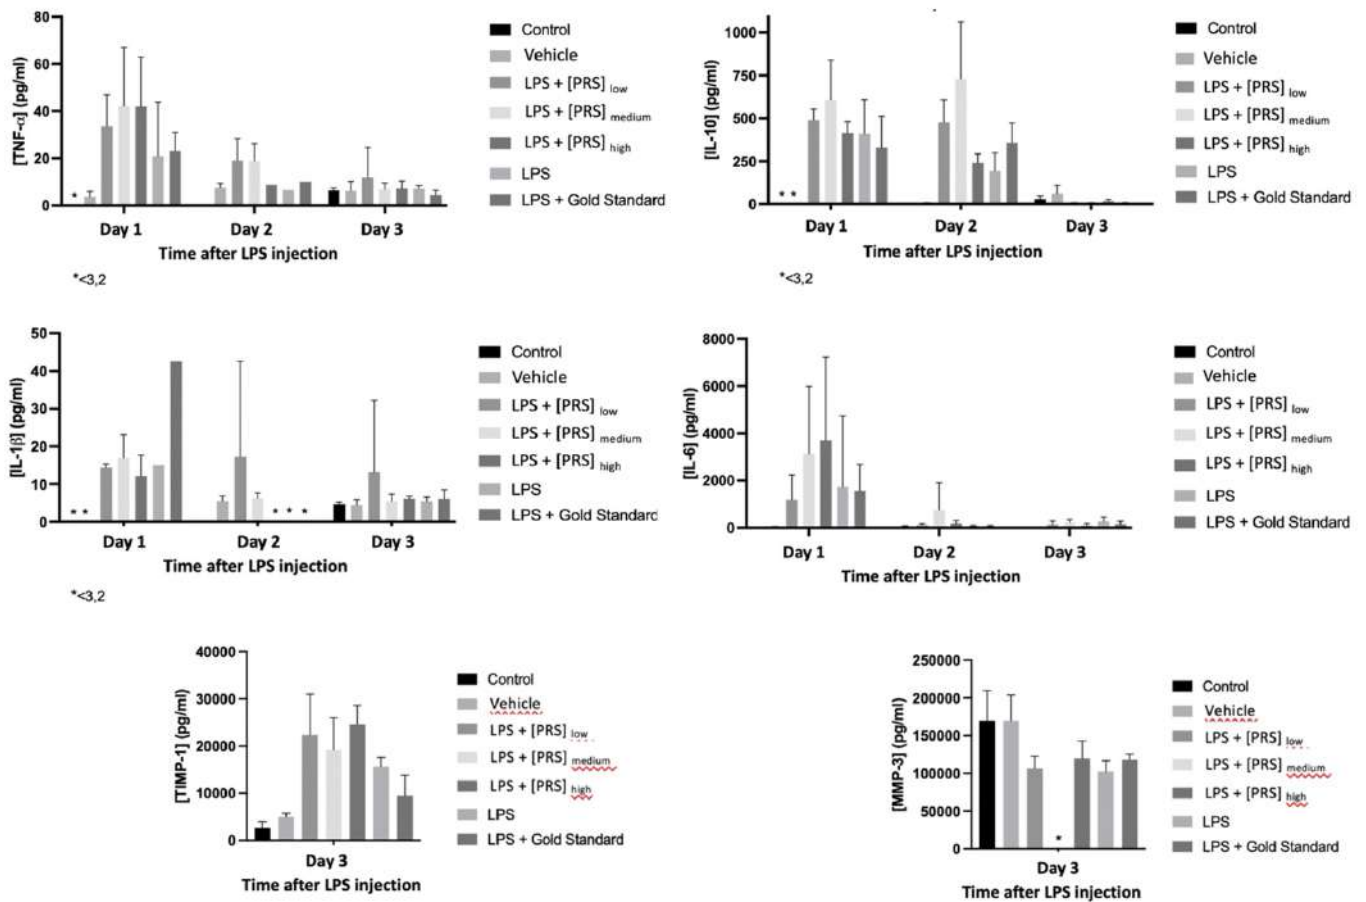 [TNF-α] (pg/ml)
80
60
40
20
0
*
Day 1 Day 2 Day 3
Time after LPS injection
*<3,2
Control
Vehicle
LPS + [PRS] low
LPS + [PRS] medium
LPS + [PRS] high
LPS
LPS + Gold Standard
[IL-10] (pg/ml)
1000
750
500
250
0
* *
Day 1 Day 2 Day 3
Time after LPS injection
*<3,2
Control
Vehicle
LPS + [PRS] low
LPS + [PRS] medium
LPS + [PRS] high
LPS
LPS + Gold Standard
[IL-1β] (pg/ml)
50
40
30
20
10
0
* * * * *
Day 1 Day 2 Day 3
Time after LPS injection
*<3,2
Control
Vehicle
LPS + [PRS] low
LPS + [PRS] medium
LPS + [PRS] high
LPS
LPS + Gold Standard
[IL-6] (pg/ml)
8000
6000
4000
2000
0
Day 1 Day 2 Day 3
Time after LPS injection
Control
Vehicle
LPS + [PRS] low
LPS + [PRS] medium
LPS + [PRS] high
LPS
LPS + Gold Standard
[TIMP-1] (pg/ml)
40000
30000
20000
10000
0
Day 3
Time after LPS injection
Control
Vehicle
LPS + [PRS] low
LPS + [PRS] medium
LPS + [PRS] high
LPS
LPS + Gold Standard
[MMP-3] (pg/ml)
250000
200000
150000
100000
50000
0
*
Day 3
Time after LPS injection
Control
Vehicle
LPS + [PRS] low
LPS + [PRS] medium
LPS + [PRS] high
LPS
LPS + Gold Standard